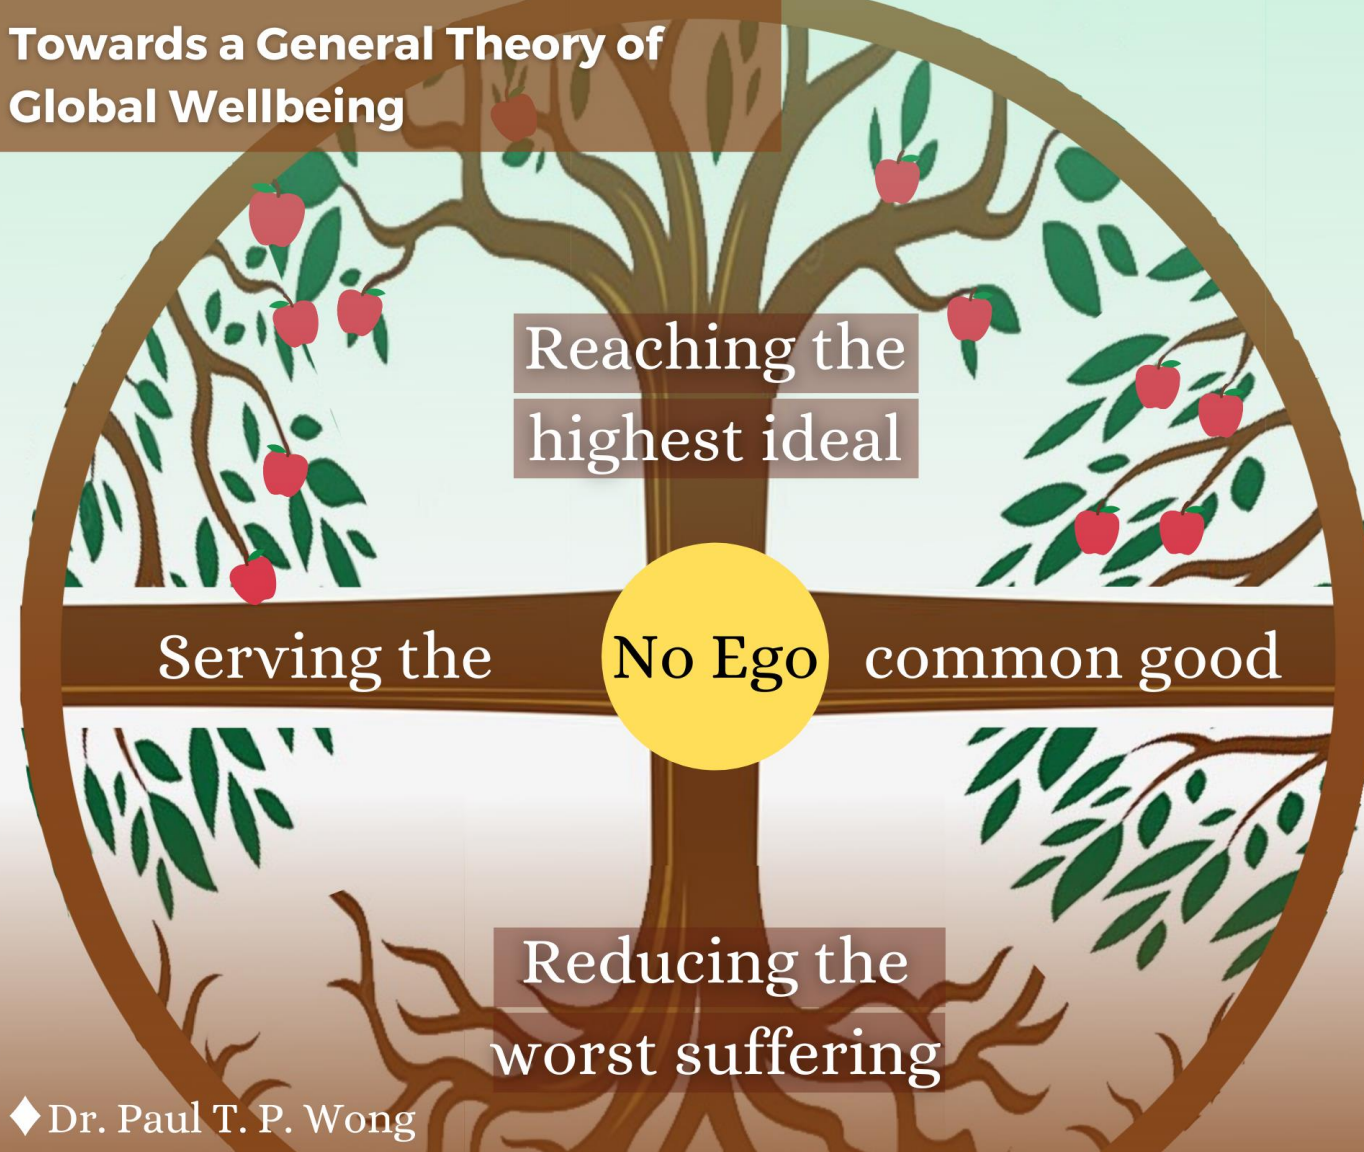 Towards a General Theory of
Global Wellbeing
Reaching the
highest ideal
Serving the No Ego common good
Reducing the
worst suffering
Dr. Paul T. P. Wong